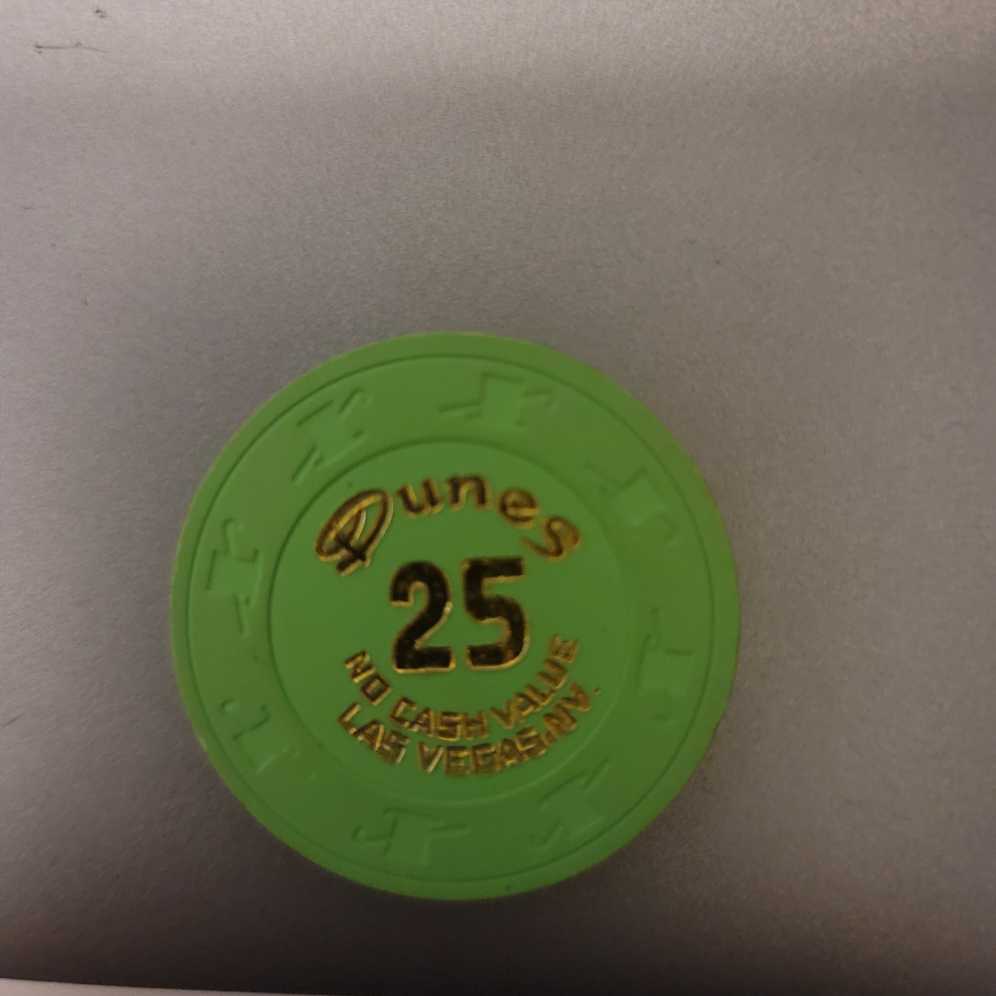 Dunes
25
NO CASH VALUE
LAS VEGAS.NV.